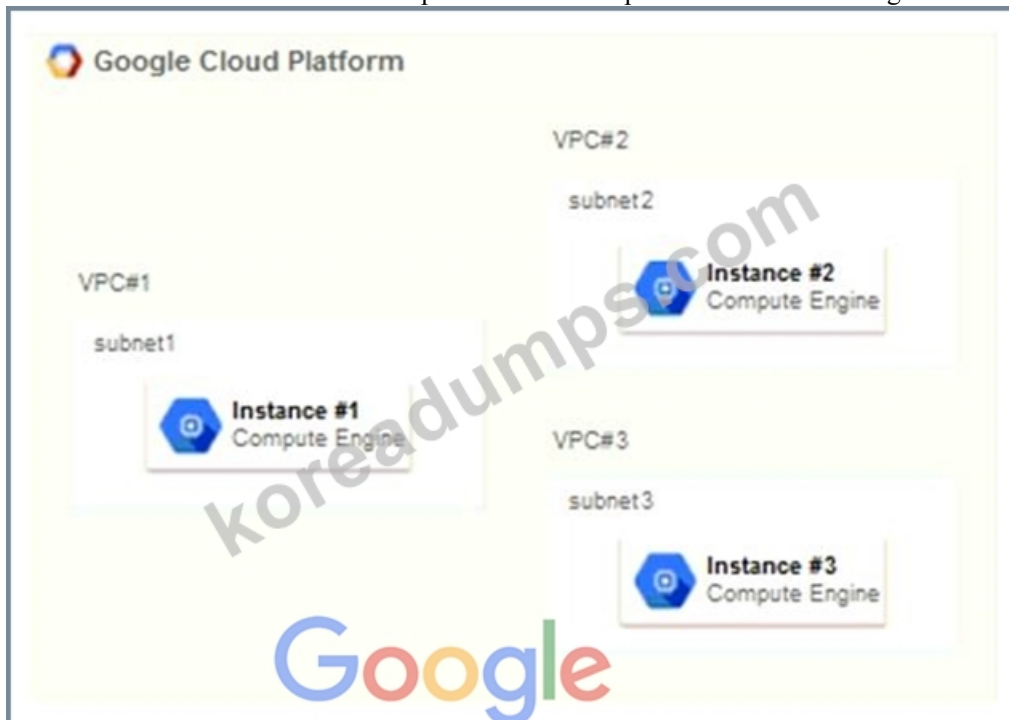 Google Cloud Platform
VPC#2
subnet2
Instance #2
Compute Engine
VPC#1
subnet1
Instance #1
Compute Engine
VPC#3
subnet3
Instance #3
Compute Engine
koreadumps.com
Google